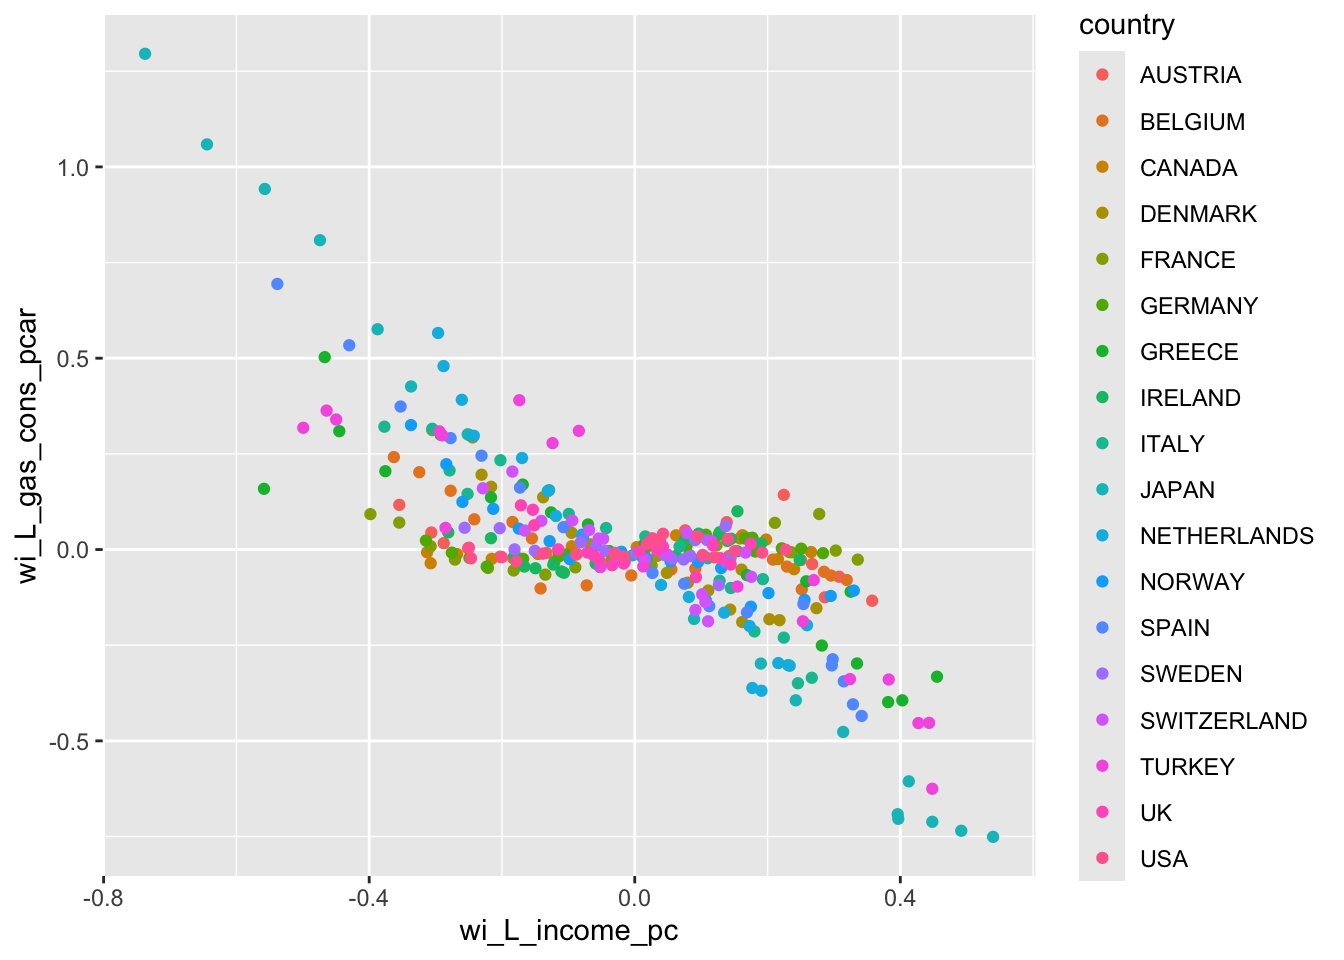 country
AUSTRIA
BELGIUM
CANADA
DENMARK
FRANCE
GERMANY
GREECE
IRELAND
ITALY
JAPAN
NETHERLANDS
NORWAY
SPAIN
SWEDEN
SWITZERLAND
TURKEY
UK
USA
wi_L_gas_cons_pcar
1.0
0.5
0.0
-0.5
-0.8
-0.4
0.0
0.4
wi_L_income_pc